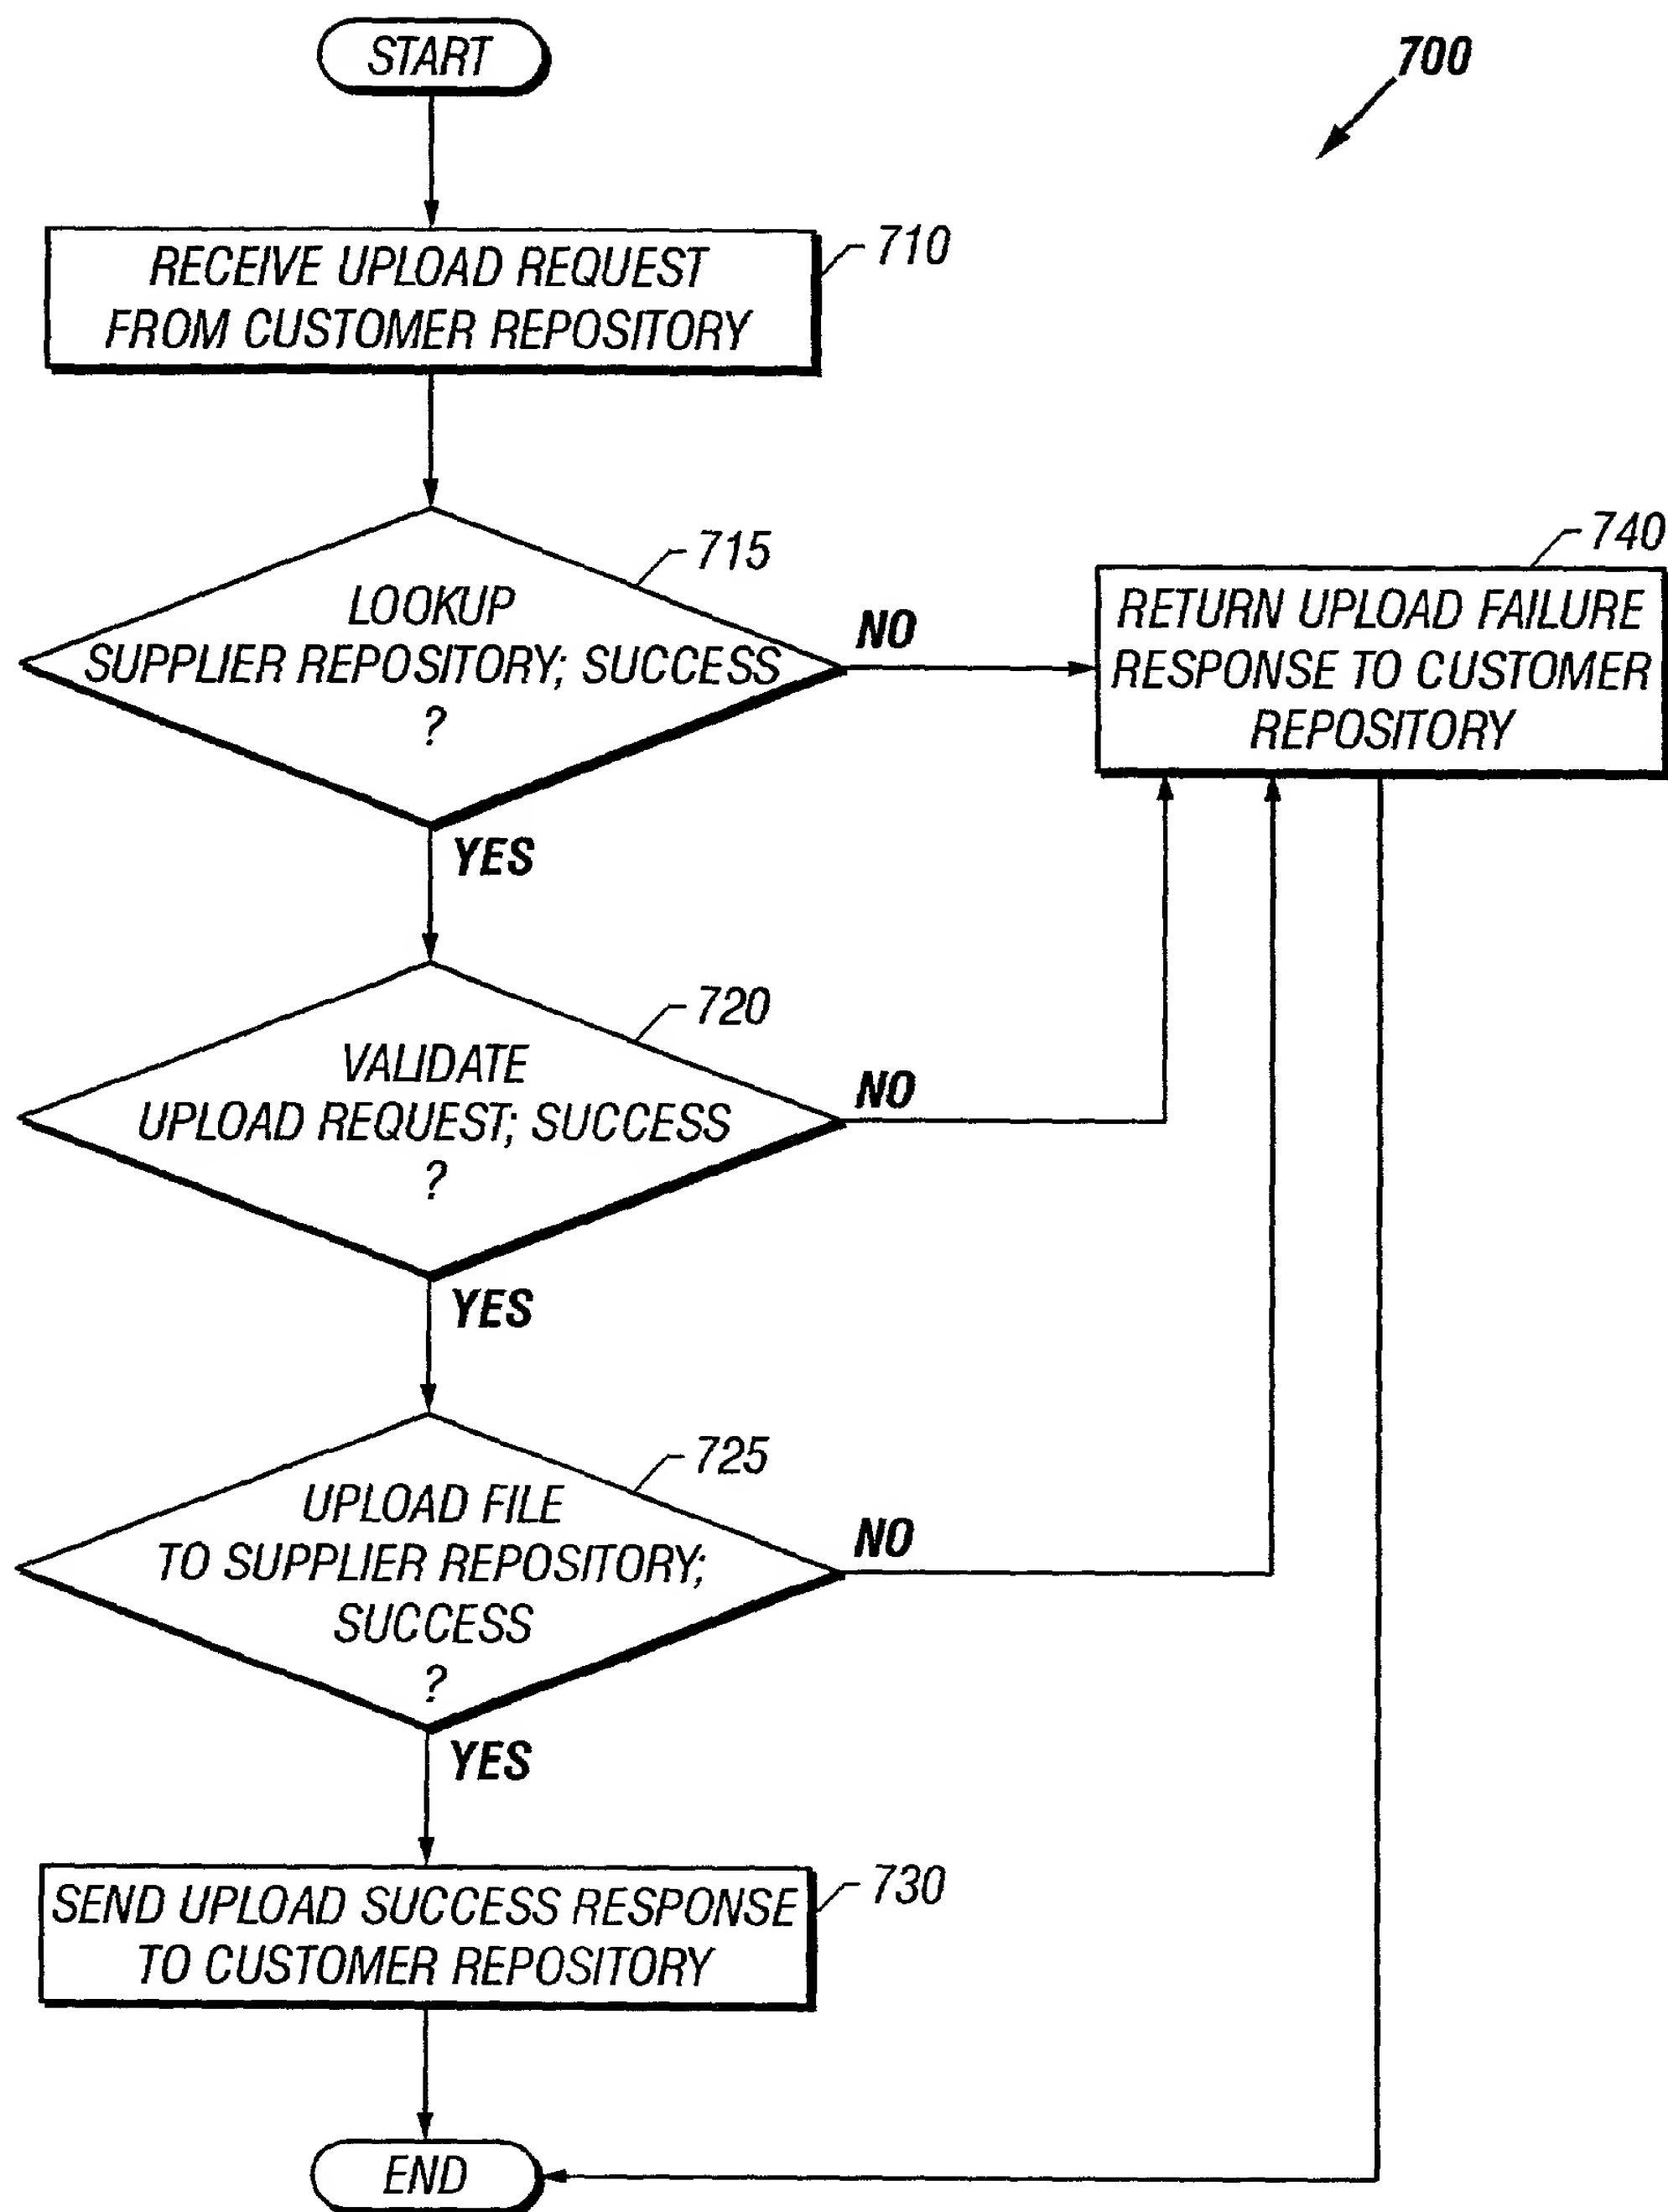 START
700
RECEIVE UPLOAD REQUEST
FROM CUSTOMER REPOSITORY
710
LOOKUP
SUPPLIER REPOSITORY; SUCCESS
?
715
NO
YES
740
RETURN UPLOAD FAILURE
RESPONSE TO CUSTOMER
REPOSITORY
VALIDATE
UPLOAD REQUEST; SUCCESS
?
720
NO
YES
UPLOAD FILE
TO SUPPLIER REPOSITORY;
SUCCESS
?
725
NO
YES
SEND UPLOAD SUCCESS RESPONSE
TO CUSTOMER REPOSITORY
730
END